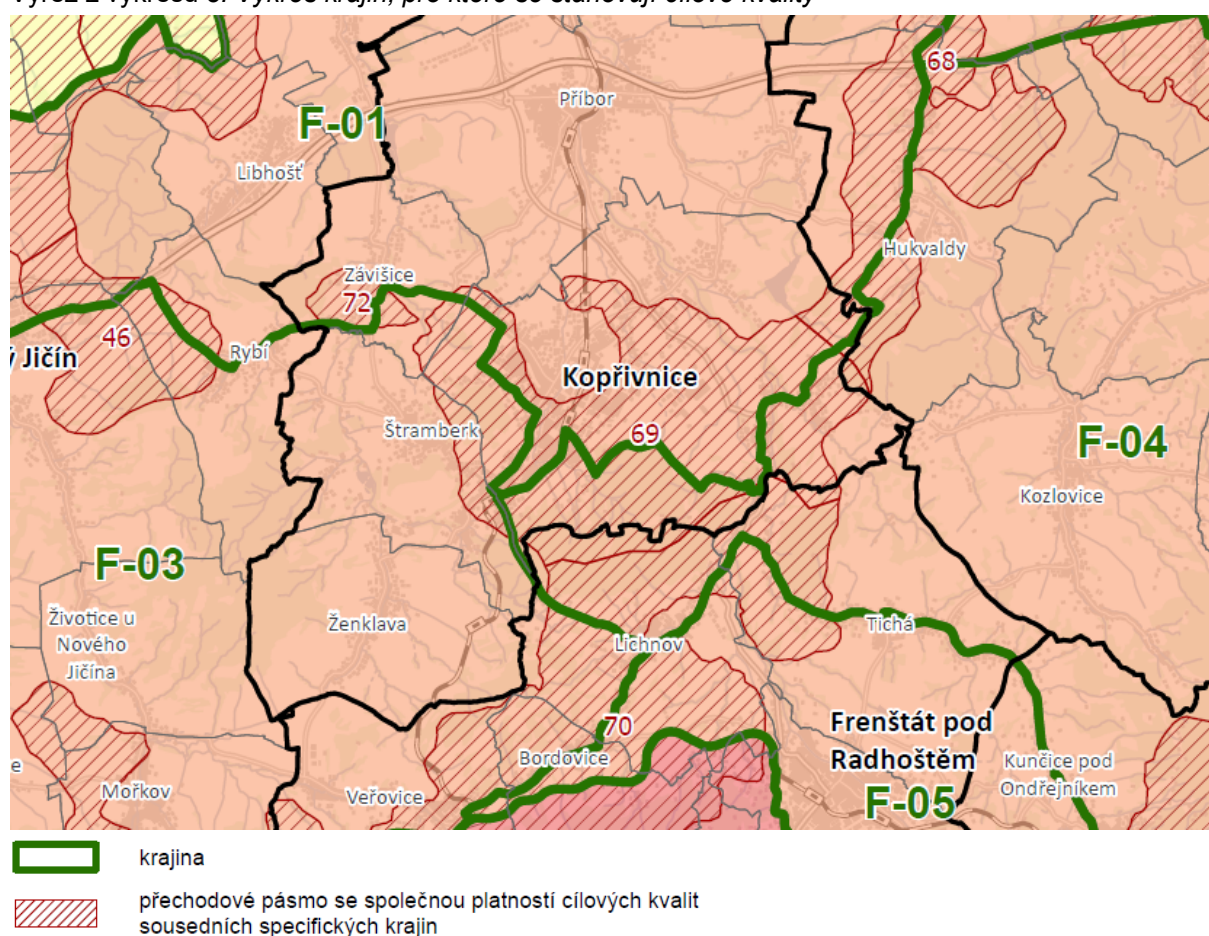 68
Příbor
F-01
Libhošť
Hukvaldy
Závišice
72
46
ý Jičín
Rybí
Kopřivnice
Štramberk
69
F-04
Kozlovice
F-03
Životice u
Nového
Jičína
Ženklava
Lichnov
Tichá
70
Frenštát pod
Radhoštěm
Bordovice
Kunčice pod
Ondřejníkem
e
Mořkov
Veřovice
F-05
krajina
přechodové pásmo se společnou platností cílových kvalit
sousedních specifických krajin